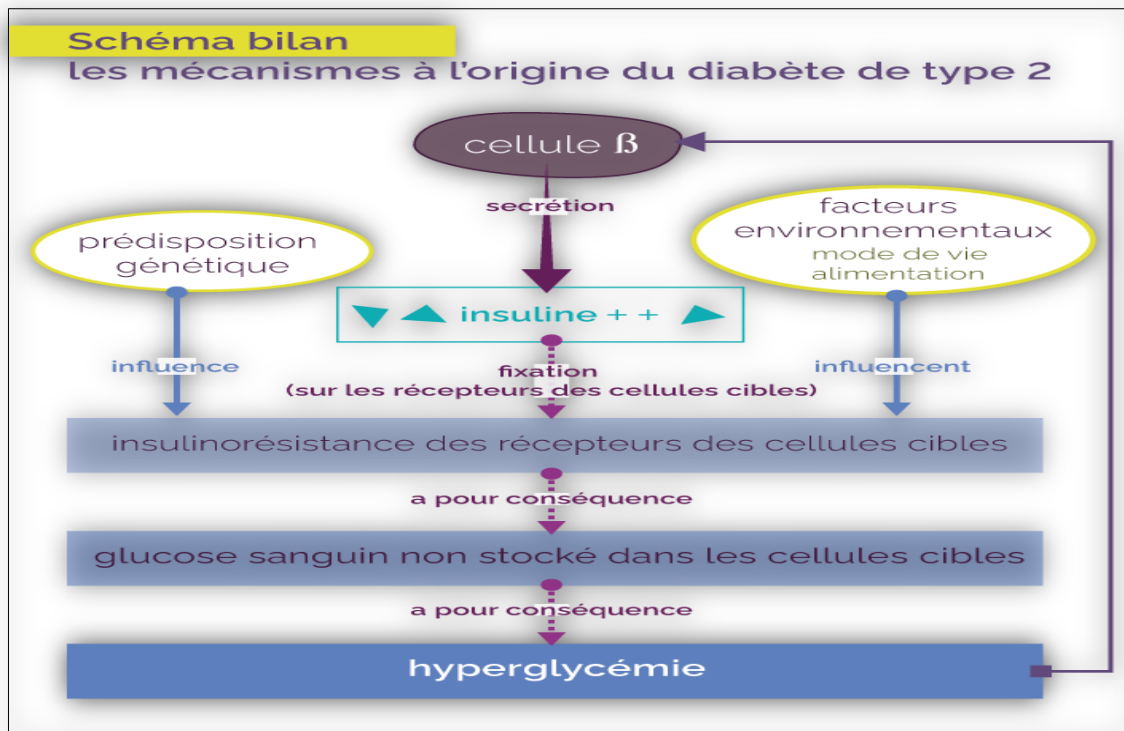 Schéma bilan
les mécanismes à l'origine du diabète de type 2
cellule ß
secrétion
prédisposition
génétique
facteurs
environnementaux
mode de vie
alimentation
insuline + +
influence
fixation
(sur les récepteurs des cellules cibles)
influencent
insulinorésistance des récepteurs des cellules cibles
a pour conséquence
glucose sanguin non stocké dans les cellules cibles
a pour conséquence
hyperglycémie